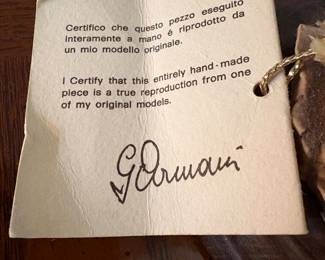 Certifico che questo pezzo eseguito
interamente a mano è riprodotto da
un mio modello originale.
I Certify that this entirely hand-made
piece is a true reproduction from one
of my original models.
G Armani